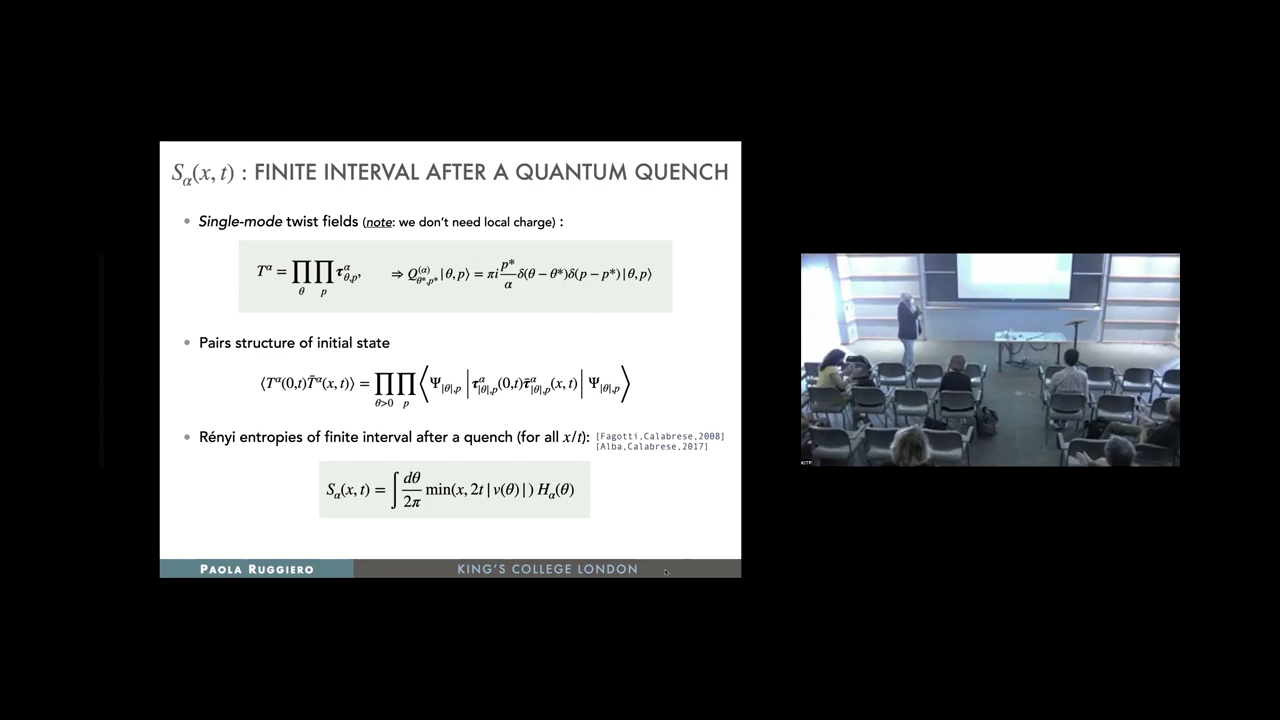 S_α(x, t) : FINITE INTERVAL AFTER A QUANTUM QUENCH
• Single-mode twist fields (note: we don't need local charge) :
T^α = ∏_θ ∏_p τ^α_{θ,p}, ⇒ Q^{(α)}_{θ*,p*} |θ, p⟩ = πi p*/α δ(θ − θ*)δ(p − p*) |θ, p⟩
• Pairs structure of initial state
⟨T^α(0,t)T̄^α(x, t)⟩ = ∏_{θ>0} ∏_p ⟨Ψ_{|θ|,p} | τ^α_{|θ|,p}(0,t)τ̄^α_{|θ|,p}(x, t) | Ψ_{|θ|,p}⟩
• Rényi entropies of finite interval after a quench (for all x/t): [Fagotti,Calabrese,2008]
[Alba,Calabrese,2017]
S_α(x, t) = ∫ dθ/2π min(x, 2t | v(θ) | ) H_α(θ)
PAOLA RUGGIERO KING'S COLLEGE LONDON
KITP